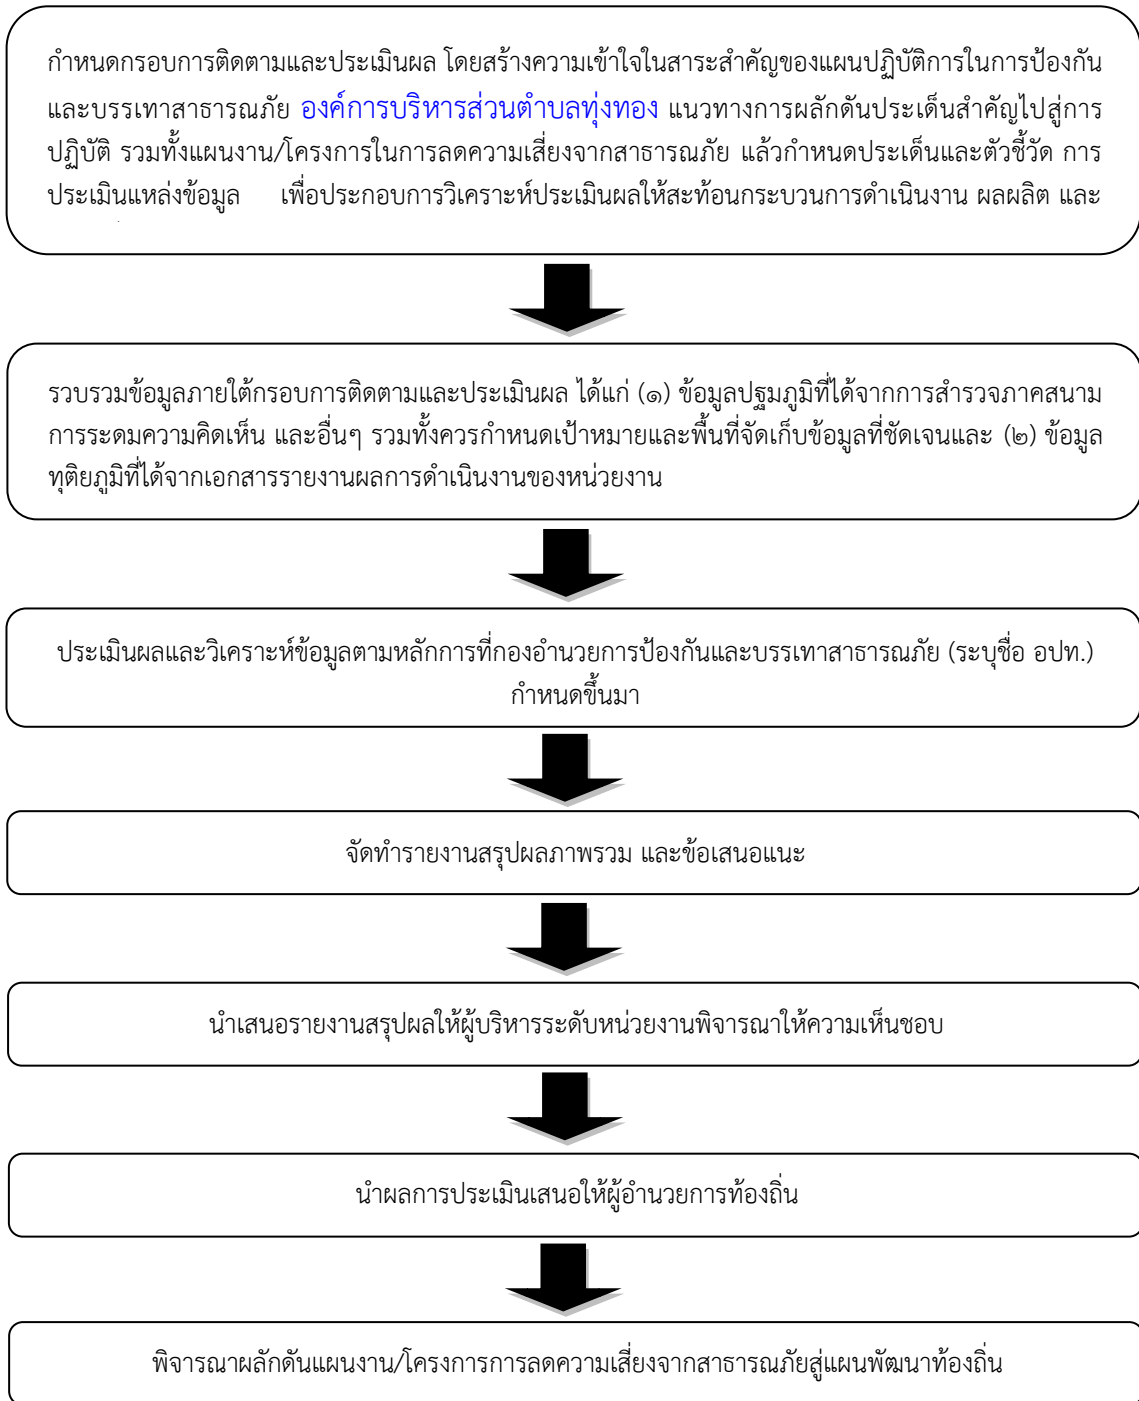 กำหนดกรอบการติดตามและประเมินผล โดยสร้างความเข้าใจในสาระสำคัญของแผนปฏิบัติการในการป้องกัน
และบรรเทาสาธารณภัย องค์การบริหารส่วนตำบลทุ่งทอง แนวทางการผลักดันประเด็นสำคัญไปสู่การ
ปฏิบัติ รวมทั้งแผนงาน/โครงการในการลดความเสี่ยงจากสาธารณภัย แล้วกำหนดประเด็นและตัวชี้วัด การ
ประเมินแหล่งข้อมูล เพื่อประกอบการวิเคราะห์ประเมินผลให้สะท้อนกระบวนการดำเนินงาน ผลผลิต และ
รวบรวมข้อมูลภายใต้กรอบการติดตามและประเมินผล ได้แก่ (๑) ข้อมูลปฐมภูมิที่ได้จากการสำรวจภาคสนาม
การระดมความคิดเห็น และอื่นๆ รวมทั้งควรกำหนดเป้าหมายและพื้นที่จัดเก็บข้อมูลที่ชัดเจนและ (๒) ข้อมูล
ทุติยภูมิที่ได้จากเอกสารรายงานผลการดำเนินงานของหน่วยงาน
ประเมินผลและวิเคราะห์ข้อมูลตามหลักการที่กองอำนวยการป้องกันและบรรเทาสาธารณภัย (ระบุชื่อ อปท.)
กำหนดขึ้นมา
จัดทำรายงานสรุปผลภาพรวม และข้อเสนอแนะ
นำเสนอรายงานสรุปผลให้ผู้บริหารระดับหน่วยงานพิจารณาให้ความเห็นชอบ
นำผลการประเมินเสนอให้ผู้อำนวยการท้องถิ่น
พิจารณาผลักดันแผนงาน/โครงการการลดความเสี่ยงจากสาธารณภัยสู่แผนพัฒนาท้องถิ่น